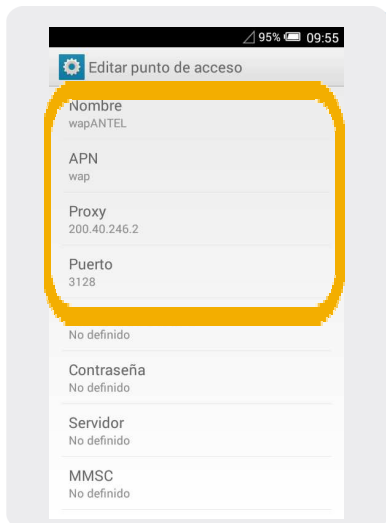 95% 09:55
Editar punto de acceso
Nombre
wapANTEL
APN
wap
Proxy
200.40.246.2
Puerto
3128
No definido
Contraseña
No definido
Servidor
No definido
MMSC
No definido